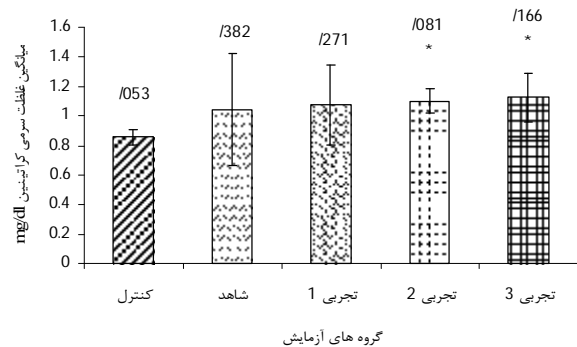 میانگین غلظت سرمی کراتینین mg/dl
1.6
1.4
1.2
1
0.8
0.6
0.4
0.2
0
/053
/382
/271
/081
*
/166
*
کنترل
شاهد
تجربی 1
تجربی 2
تجربی 3
گروه های آزمایش